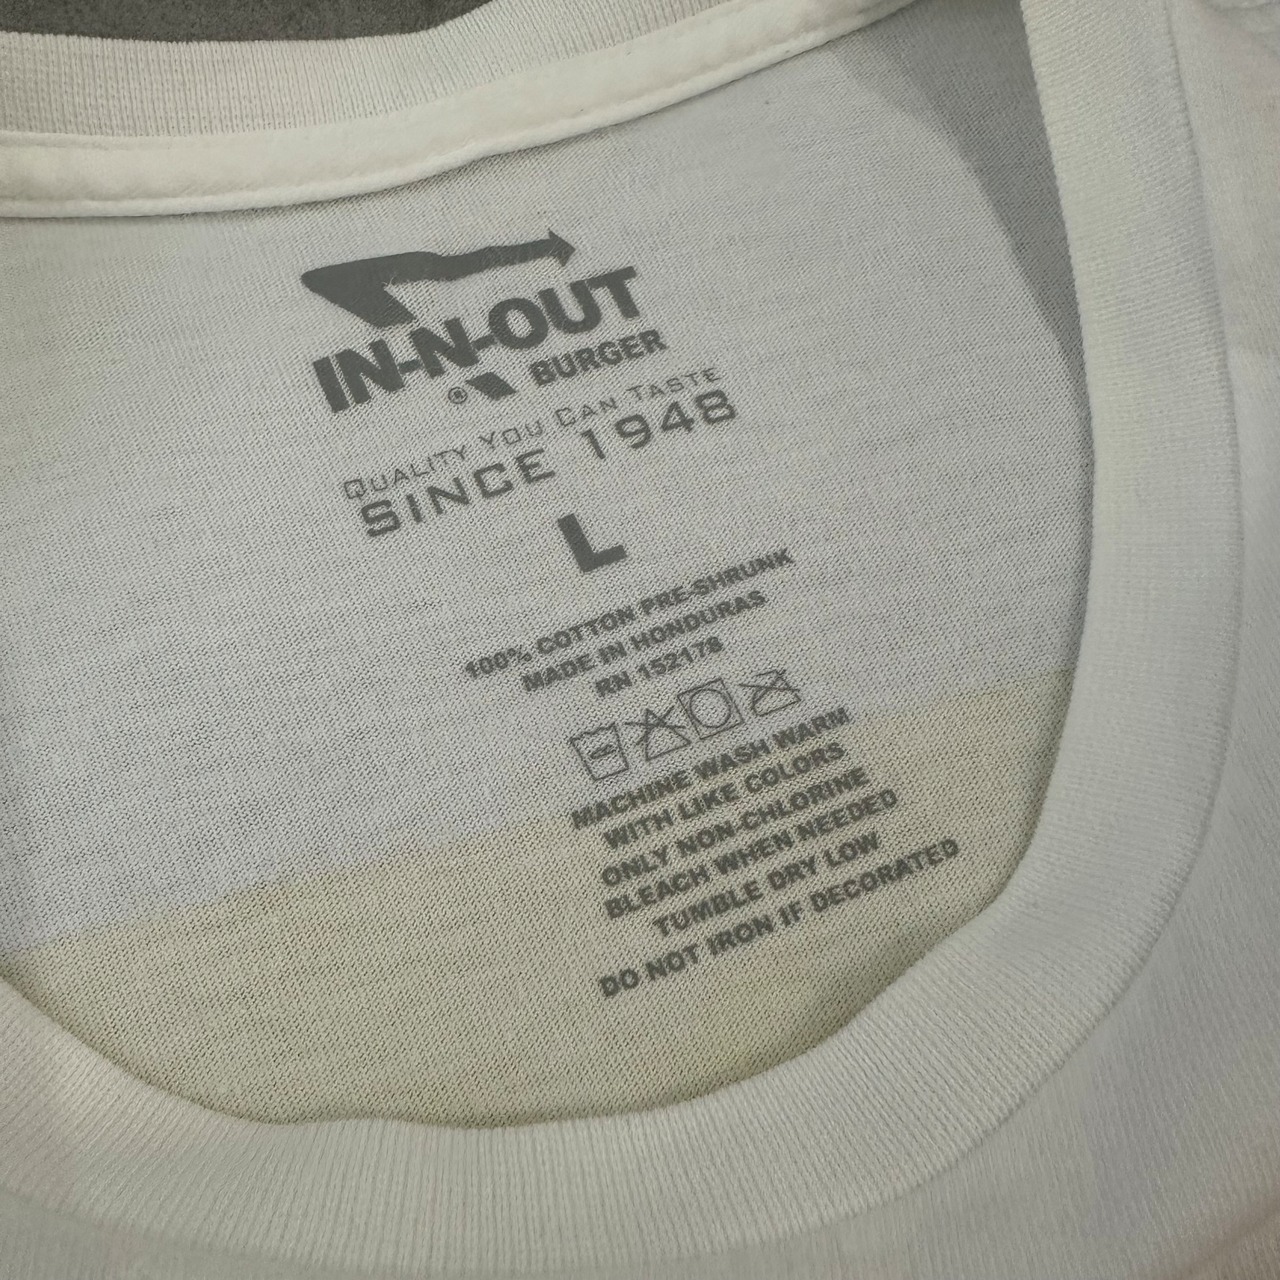 IN-N-OUT
® BURGER
QUALITY YOU CAN TASTE
SINCE 1948
L
100% COTTON PRE-SHRUNK
MADE IN HONDURAS
RN 152178
MACHINE WASH WARM
WITH LIKE COLORS
ONLY NON-CHLORINE
BLEACH WHEN NEEDED
TUMBLE DRY LOW
DO NOT IRON IF DECORATED